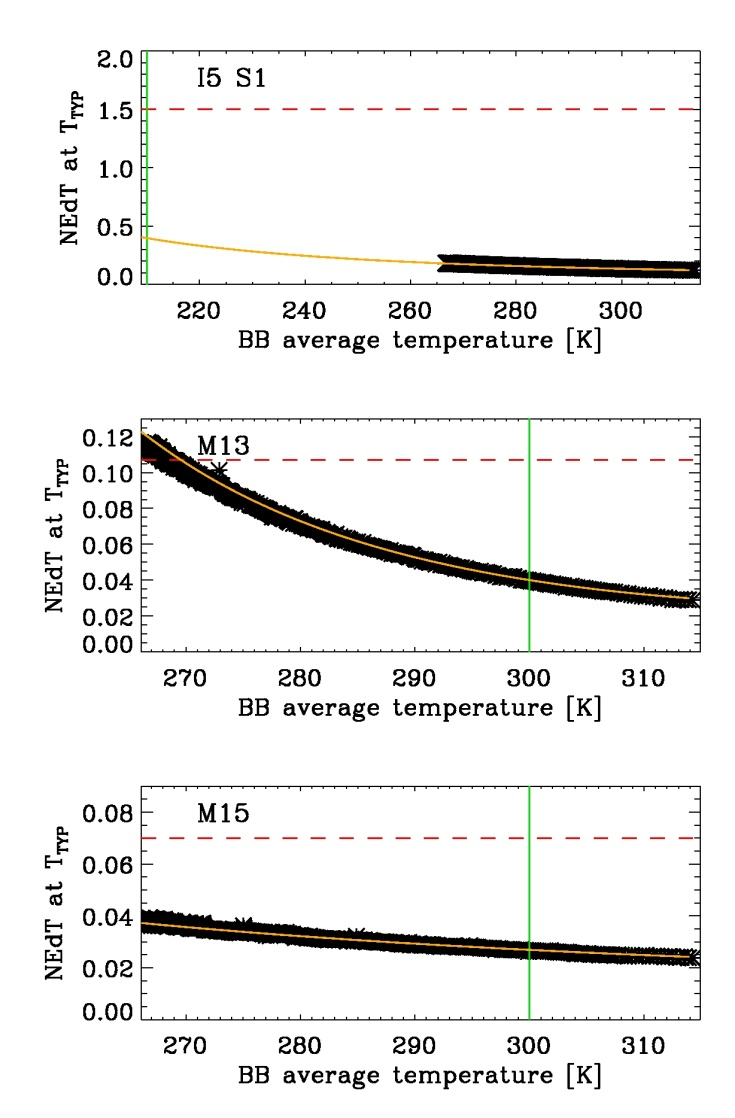 I5 S1
NEdT at T_TYP
2.0
1.5
1.0
0.5
0.0
220 240 260 280 300
BB average temperature [K]
M13
NEdT at T_TYP
0.12
0.10
0.08
0.06
0.04
0.02
0.00
270 280 290 300 310
BB average temperature [K]
M15
NEdT at T_TYP
0.08
0.06
0.04
0.02
0.00
270 280 290 300 310
BB average temperature [K]